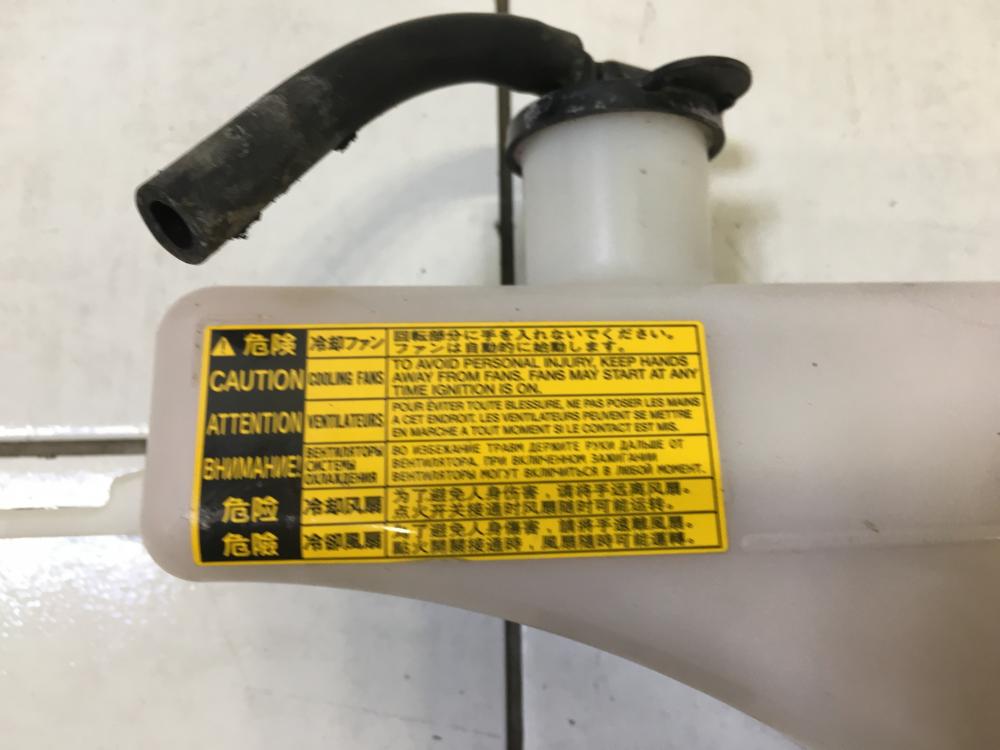 危険 冷却ファン 回転部分に手を入れないでください。
ファンは自動的に始動します。
CAUTION COOLING FANS TO AVOID PERSONAL INJURY, KEEP HANDS
AWAY FROM FANS. FANS MAY START AT ANY
TIME IGNITION IS ON.
ATTENTION VENTILATEURS POUR ÉVITER TOUTE BLESSURE, NE PAS POSER LES MAINS
A CET ENDROIT. LES VENTILATEURS PEUVENT SE METTRE
EN MARCHE A TOUT MOMENT SI LE CONTACT EST MIS.
ВНИМАНИЕ! ВЕНТИЛЯТОРЫ
СИСТЕМЫ
ОХЛАЖДЕНИЯ
ВО ИЗБЕЖАНИЕ ТРАВМ ДЕРЖИТЕ РУКИ ДАЛЬШЕ ОТ
ВЕНТИЛЯТОРА. ПРИ ВКЛЮЧЕННОМ ЗАЖИГАНИИ
ВЕНТИЛЯТОРЫ МОГУТ ВКЛЮЧИТЬСЯ В ЛЮБОЙ МОМЕНТ.
危险 冷却风扇 为了避免人身伤害，请将手远离风扇。
点火开关接通时风扇随时可能运转。
危險 冷卻風扇 為了避免人身傷害，請將手遠離風扇。
點火開關接通時，風扇隨時可能運轉。